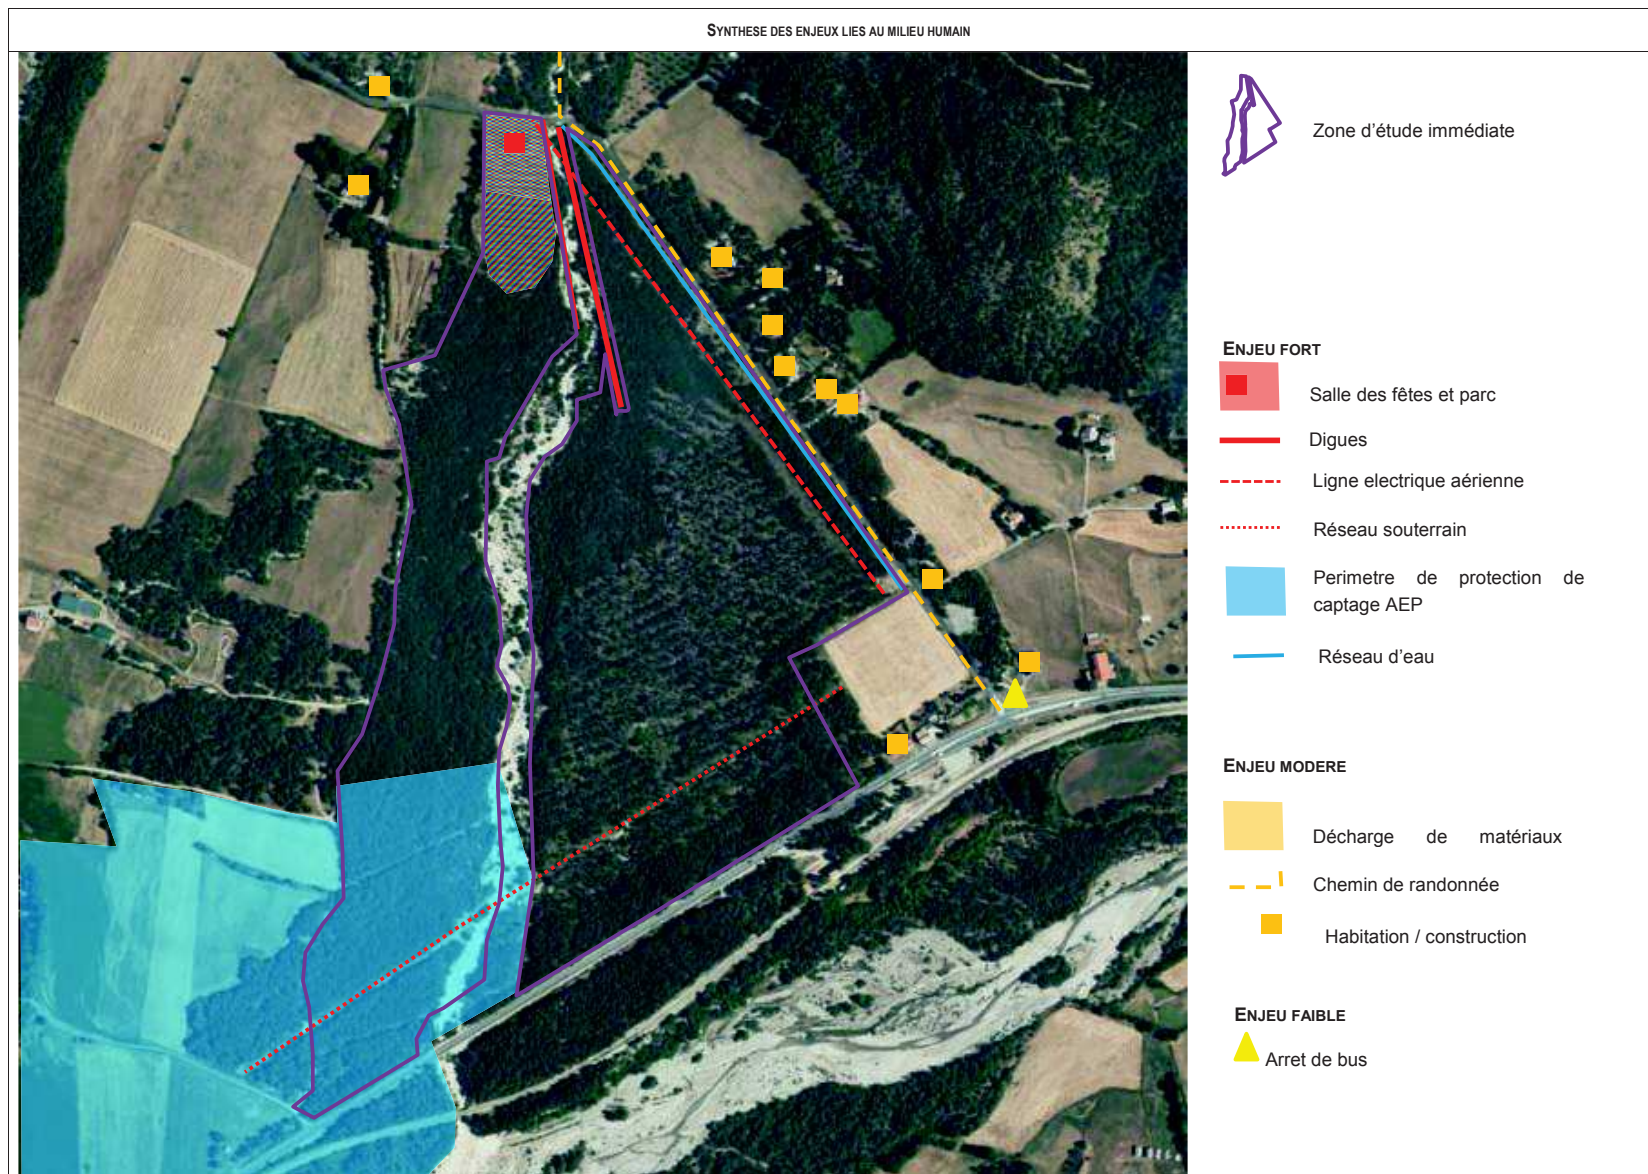 SYNTHESE DES ENJEUX LIES AU MILIEU HUMAIN
Zone d'étude immédiate
ENJEU FORT
Salle des fêtes et parc
Digues
Ligne electrique aérienne
Réseau souterrain
Perimetre de protection de
captage AEP
Réseau d'eau
ENJEU MODERE
Décharge de matériaux
Chemin de randonnée
Habitation / construction
ENJEU FAIBLE
Arret de bus